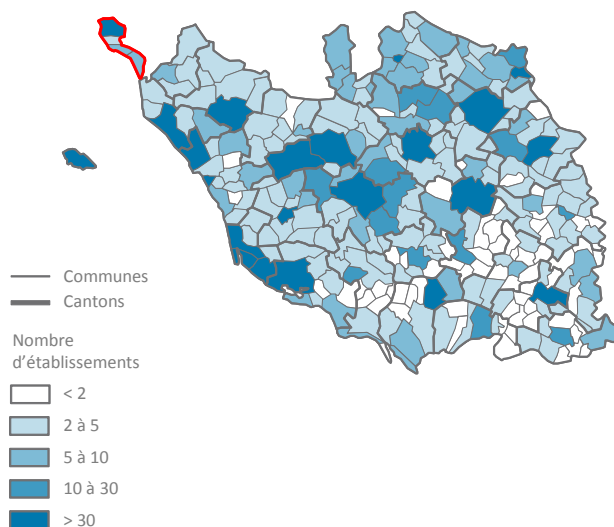 Communes
Cantons
Nombre
d’établissements
< 2
2 à 5
5 à 10
10 à 30
> 30